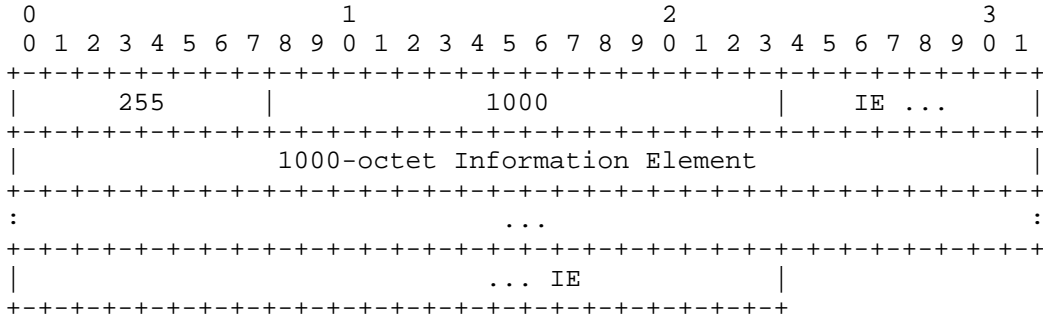 0                   1                   2                   3
 0 1 2 3 4 5 6 7 8 9 0 1 2 3 4 5 6 7 8 9 0 1 2 3 4 5 6 7 8 9 0 1
+-+-+-+-+-+-+-+-+-+-+-+-+-+-+-+-+-+-+-+-+-+-+-+-+-+-+-+-+-+-+-+-+
|      255      |             1000              |    IE ...     |
+-+-+-+-+-+-+-+-+-+-+-+-+-+-+-+-+-+-+-+-+-+-+-+-+-+-+-+-+-+-+-+-+
|                1000-octet Information Element                 |
+-+-+-+-+-+-+-+-+-+-+-+-+-+-+-+-+-+-+-+-+-+-+-+-+-+-+-+-+-+-+-+-+
:                              ...                              :
+-+-+-+-+-+-+-+-+-+-+-+-+-+-+-+-+-+-+-+-+-+-+-+-+-+-+-+-+-+-+-+-+
|                             ... IE            |
+-+-+-+-+-+-+-+-+-+-+-+-+-+-+-+-+-+-+-+-+-+-+-+-+